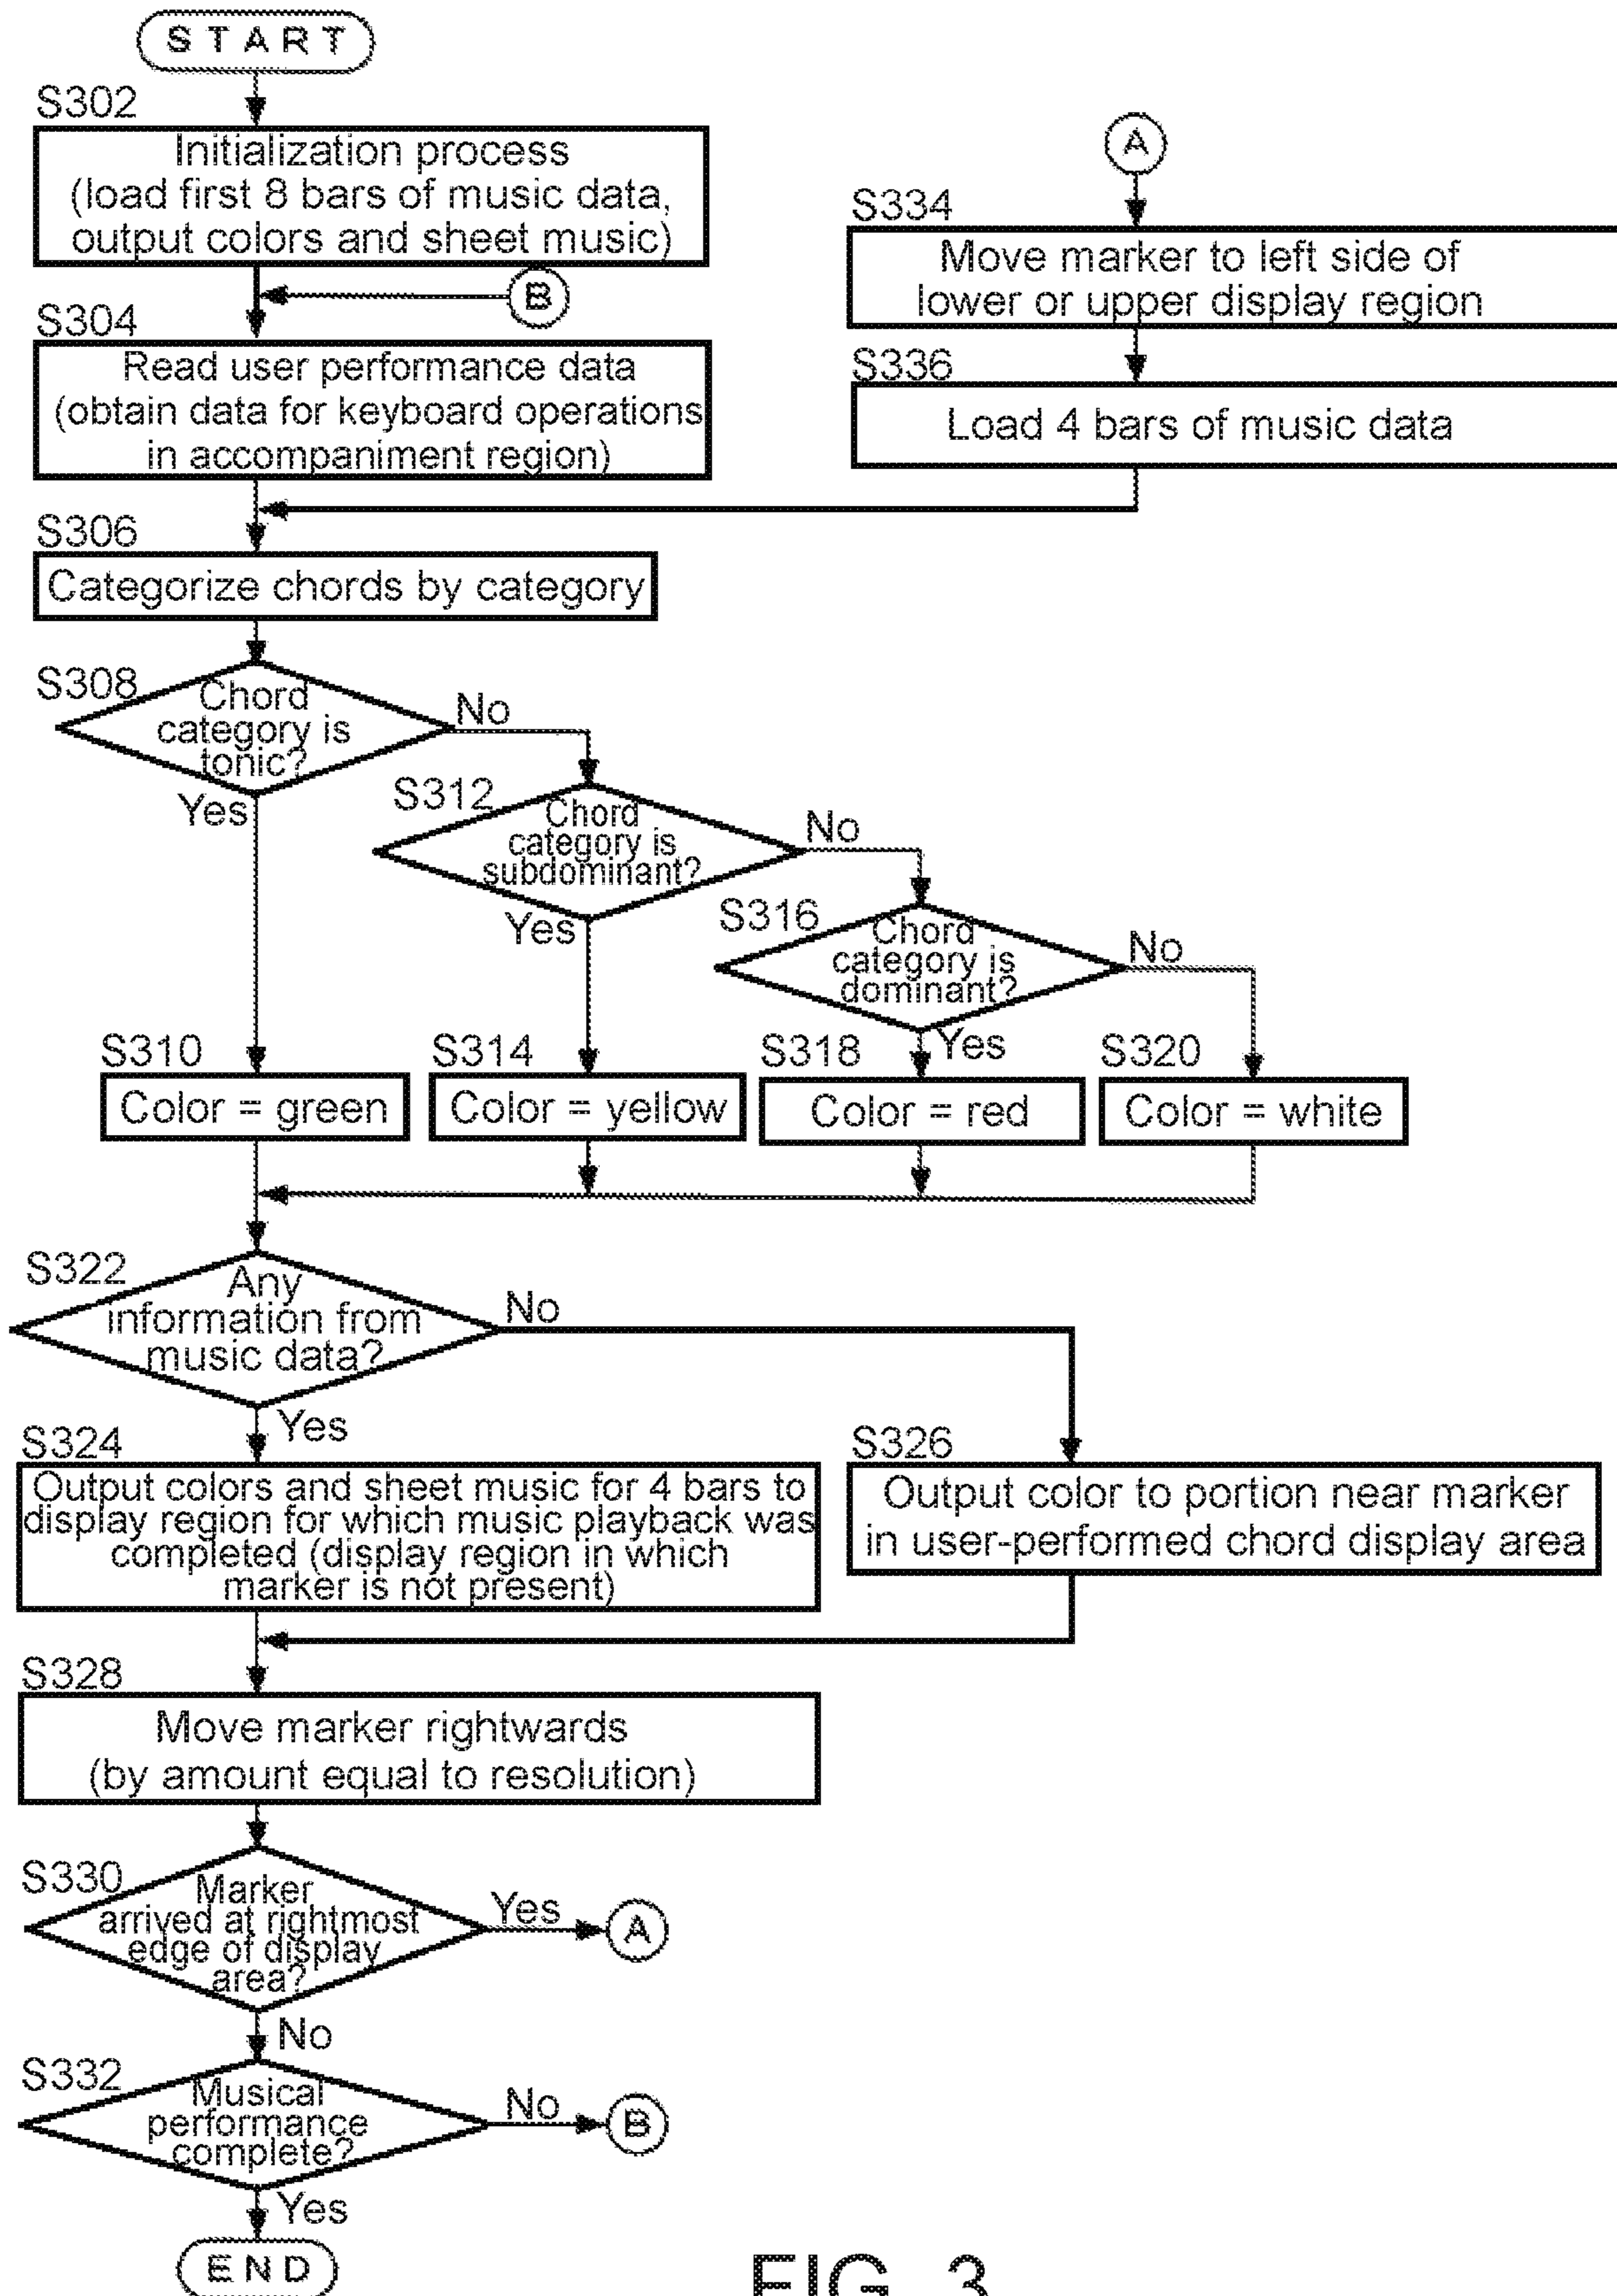 START
S302
Initialization process
(load first 8 bars of music data,
output colors and sheet music)
B
S304
Read user performance data
(obtain data for keyboard operations
in accompaniment region)
A
S334
Move marker to left side of
lower or upper display region
S336
Load 4 bars of music data
S306
Categorize chords by category
S308
Chord
category is
tonic?
No
Yes
S312
Chord
category is
subdominant?
No
Yes
S316
Chord
category is
dominant?
No
Yes
S310
Color = green
S314
Color = yellow
S318
Color = red
S320
Color = white
S322
Any
information from
music data?
No
Yes
S324
Output colors and sheet music for 4 bars to
display region for which music playback was
completed (display region in which
marker is not present)
S326
Output color to portion near marker
in user-performed chord display area
S328
Move marker rightwards
(by amount equal to resolution)
S330
Marker
arrived at rightmost
edge of display
area?
Yes
A
No
S332
Musical
performance
complete?
No
B
Yes
END
FIG. 3